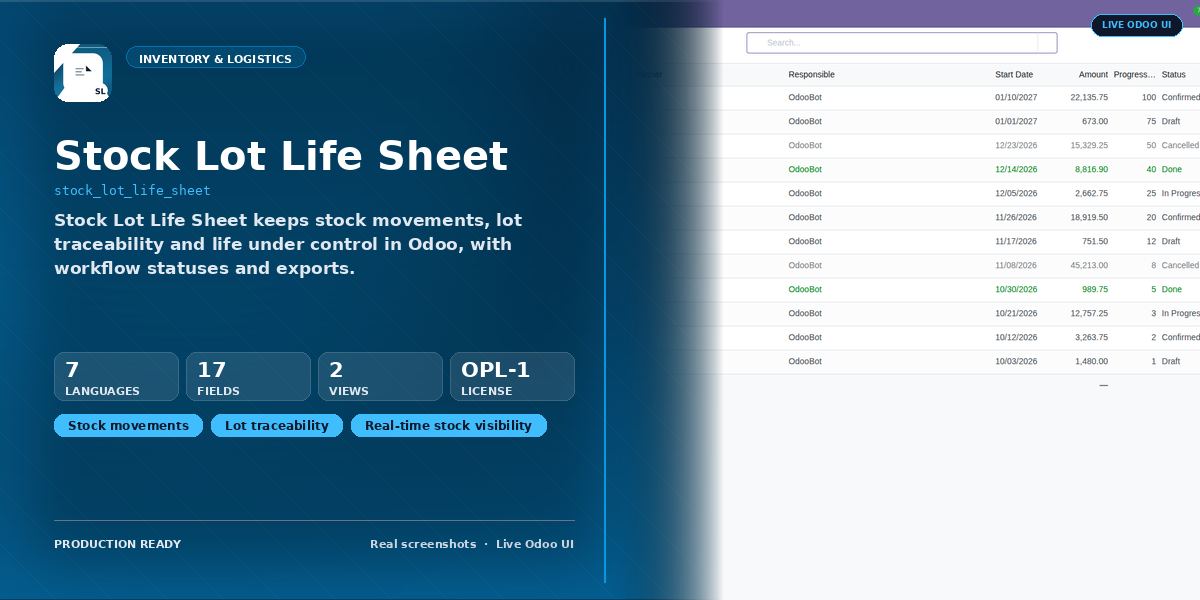 SL
INVENTORY & LOGISTICS
Stock Lot Life Sheet
stock_lot_life_sheet
Stock Lot Life Sheet keeps stock movements, lot
traceability and life under control in Odoo, with
workflow statuses and exports.
7
LANGUAGES
17
FIELDS
2
VIEWS
OPL-1
LICENSE
Stock movements
Lot traceability
Real-time stock visibility
PRODUCTION READY
Real screenshots · Live Odoo UI
LIVE ODOO UI
Search...
Responsible Start Date Amount Progress... Status
OdooBot 01/10/2027 22,135.75 100 Confirmed
OdooBot 01/01/2027 673.00 75 Draft
OdooBot 12/23/2026 15,329.25 50 Cancelled
OdooBot 12/14/2026 8,816.90 40 Done
OdooBot 12/05/2026 2,662.75 25 In Progres
OdooBot 11/26/2026 18,919.50 20 Confirmed
OdooBot 11/17/2026 751.50 12 Draft
OdooBot 11/08/2026 45,213.00 8 Cancelled
OdooBot 10/30/2026 989.75 5 Done
OdooBot 10/21/2026 12,757.25 3 In Progres
OdooBot 10/12/2026 3,263.75 2 Confirmed
OdooBot 10/03/2026 1,480.00 1 Draft
—